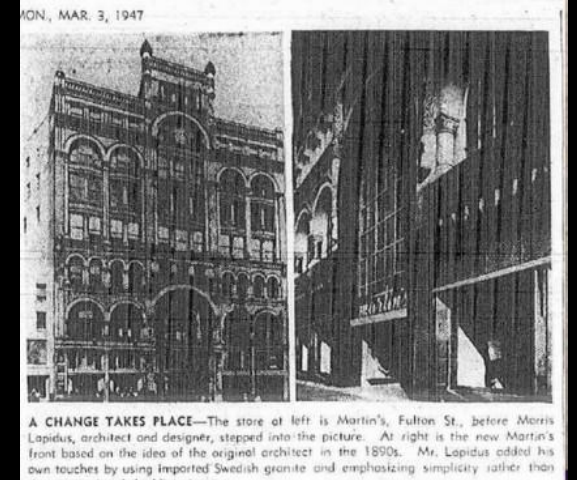 MON., MAR. 3, 1947
A CHANGE TAKES PLACE—The store at left is Martin's, Fulton St., before Morris
Lapidus, architect and designer, stepped into the picture. At right is the new Martin's
front based on the idea of the original architect in the 1890s. Mr. Lapidus added his
own touches by using imported Swedish granite and emphasizing simplicity rather than